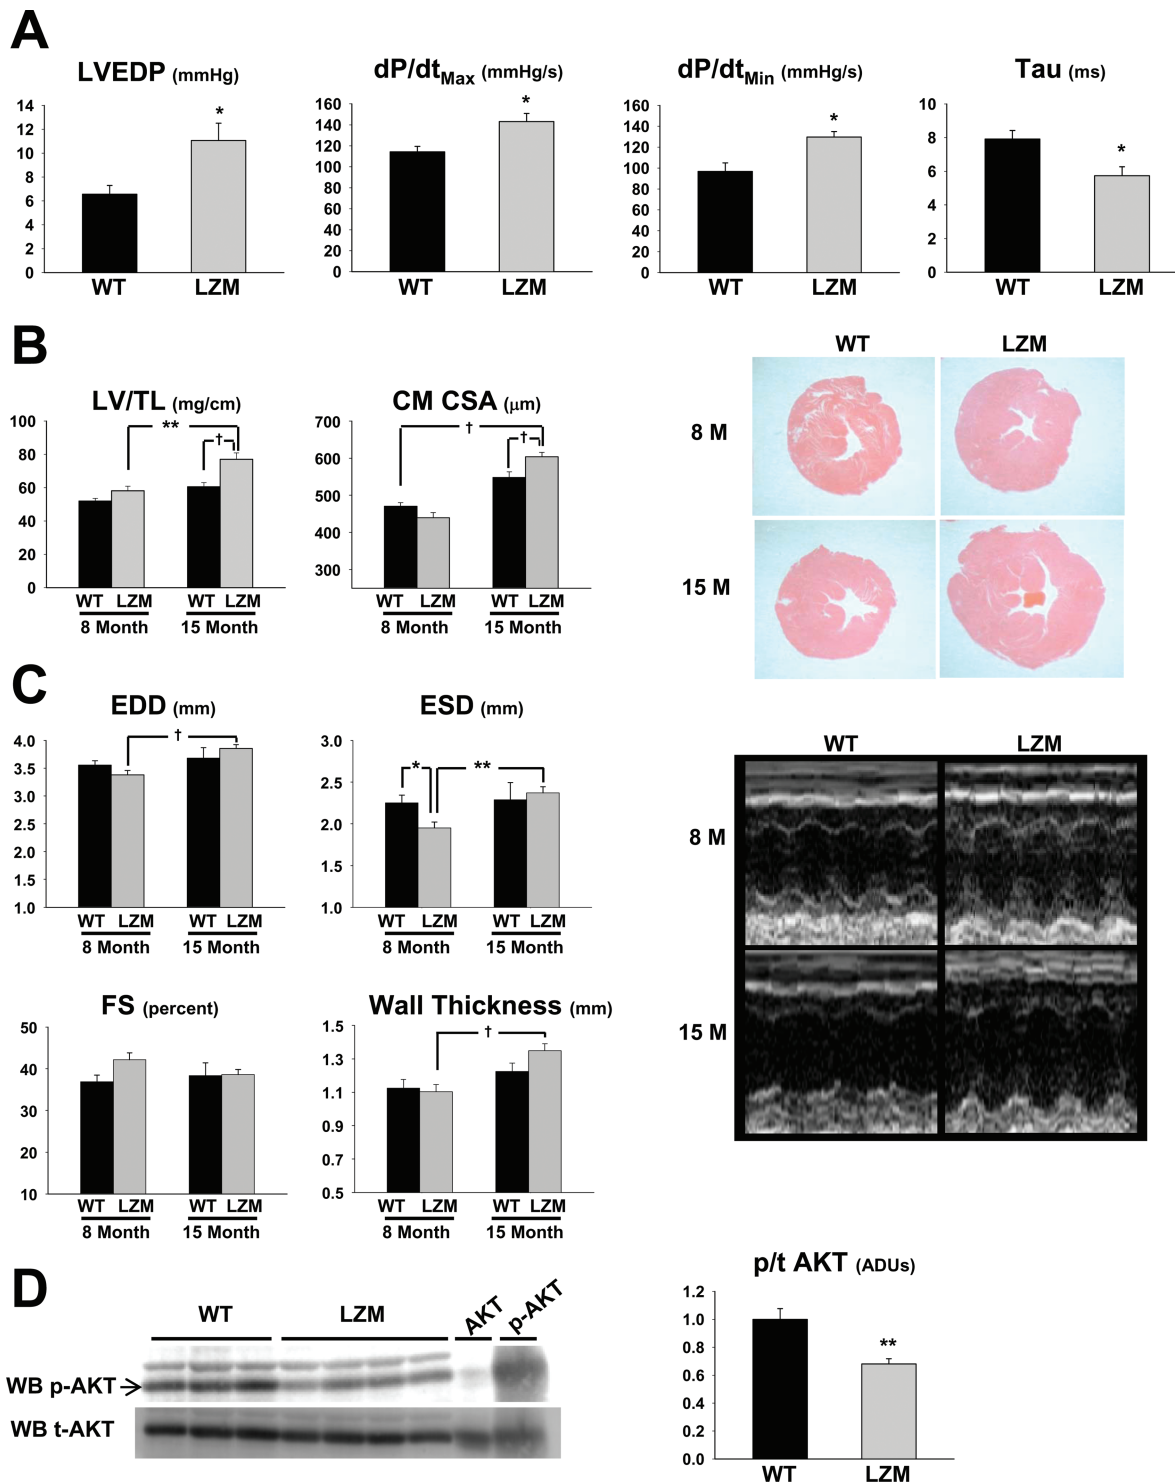 A
LVEDP (mmHg)
14
12
10
8
6
4
2
0
*
WT LZM
dP/dtMax (mmHg/s)
160
140
120
100
80
60
40
20
0
*
WT LZM
dP/dtMin (mmHg/s)
160
140
120
100
80
60
40
20
0
*
WT LZM
Tau (ms)
10
8
6
4
2
0
*
WT LZM
B
LV/TL (mg/cm)
100
80
60
40
20
0
**
†
WT LZM WT LZM
8 Month 15 Month
CM CSA (µm)
700
600
500
400
300
†
†
WT LZM WT LZM
8 Month 15 Month
WT LZM
8 M
15 M
C
EDD (mm)
4.0
3.5
3.0
2.5
2.0
1.5
1.0
†
WT LZM WT LZM
8 Month 15 Month
ESD (mm)
3.0
2.5
2.0
1.5
1.0
* **
WT LZM WT LZM
8 Month 15 Month
WT LZM
8 M
15 M
FS (percent)
50
40
30
20
10
WT LZM WT LZM
8 Month 15 Month
Wall Thickness (mm)
1.5
1.3
1.1
0.9
0.7
0.5
†
WT LZM WT LZM
8 Month 15 Month
D
WT LZM AKT p-AKT
WB p-AKT
WB t-AKT
p/t AKT (ADUs)
1.2
1.0
0.8
0.6
0.4
0.2
0.0
**
WT LZM